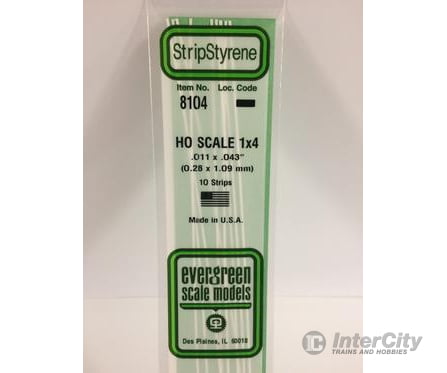 StripStyrene
Item No. Loc. Code
8104
HO SCALE 1x4
.011 x .043"
(0.28 x 1.09 mm)
10 Strips
Made in U.S.A.
evergreen
scale models
Des Plaines, IL 60018
IC InterCity
TRAINS AND HOBBIES